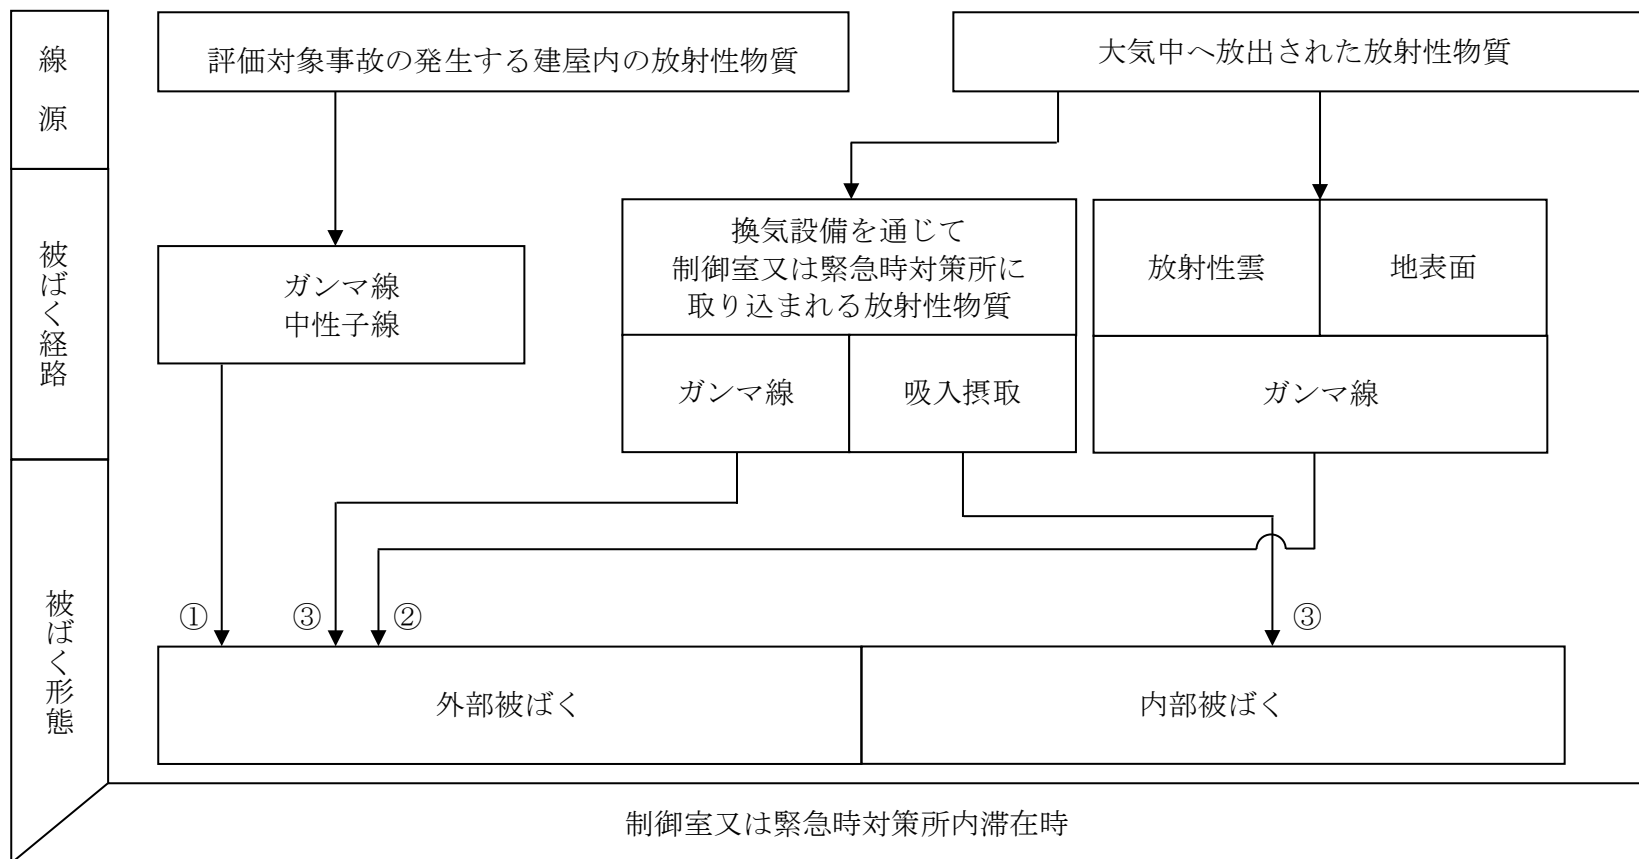 線
源
評価対象事故の発生する建屋内の放射性物質
大気中へ放出された放射性物質
被ばく経路
ガンマ線
中性子線
換気設備を通じて
制御室又は緊急時対策所に
取り込まれる放射性物質
ガンマ線
吸入摂取
放射性雲
地表面
ガンマ線
被ばく形態
①
③
②
③
外部被ばく
内部被ばく
制御室又は緊急時対策所内滞在時